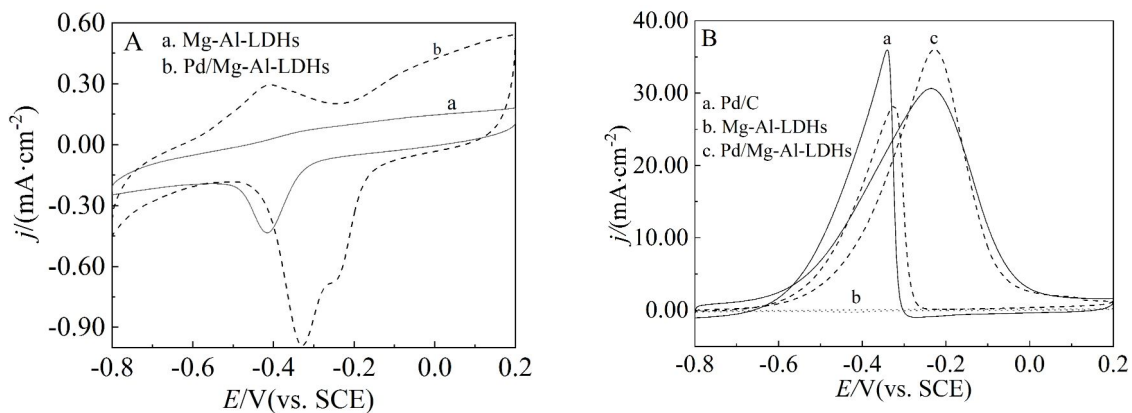 A
a. Mg-Al-LDHs
b. Pd/Mg-Al-LDHs
b
a
0.60
0.30
0.00
-0.30
-0.60
-0.90
j/(mA·cm-2)
-0.8 -0.6 -0.4 -0.2 0.0 0.2
E/V(vs. SCE)
B
a
c
a. Pd/C
b. Mg-Al-LDHs
c. Pd/Mg-Al-LDHs
b
40.00
30.00
20.00
10.00
0.00
j/(mA·cm-2)
-0.8 -0.6 -0.4 -0.2 0.0 0.2
E/V(vs. SCE)